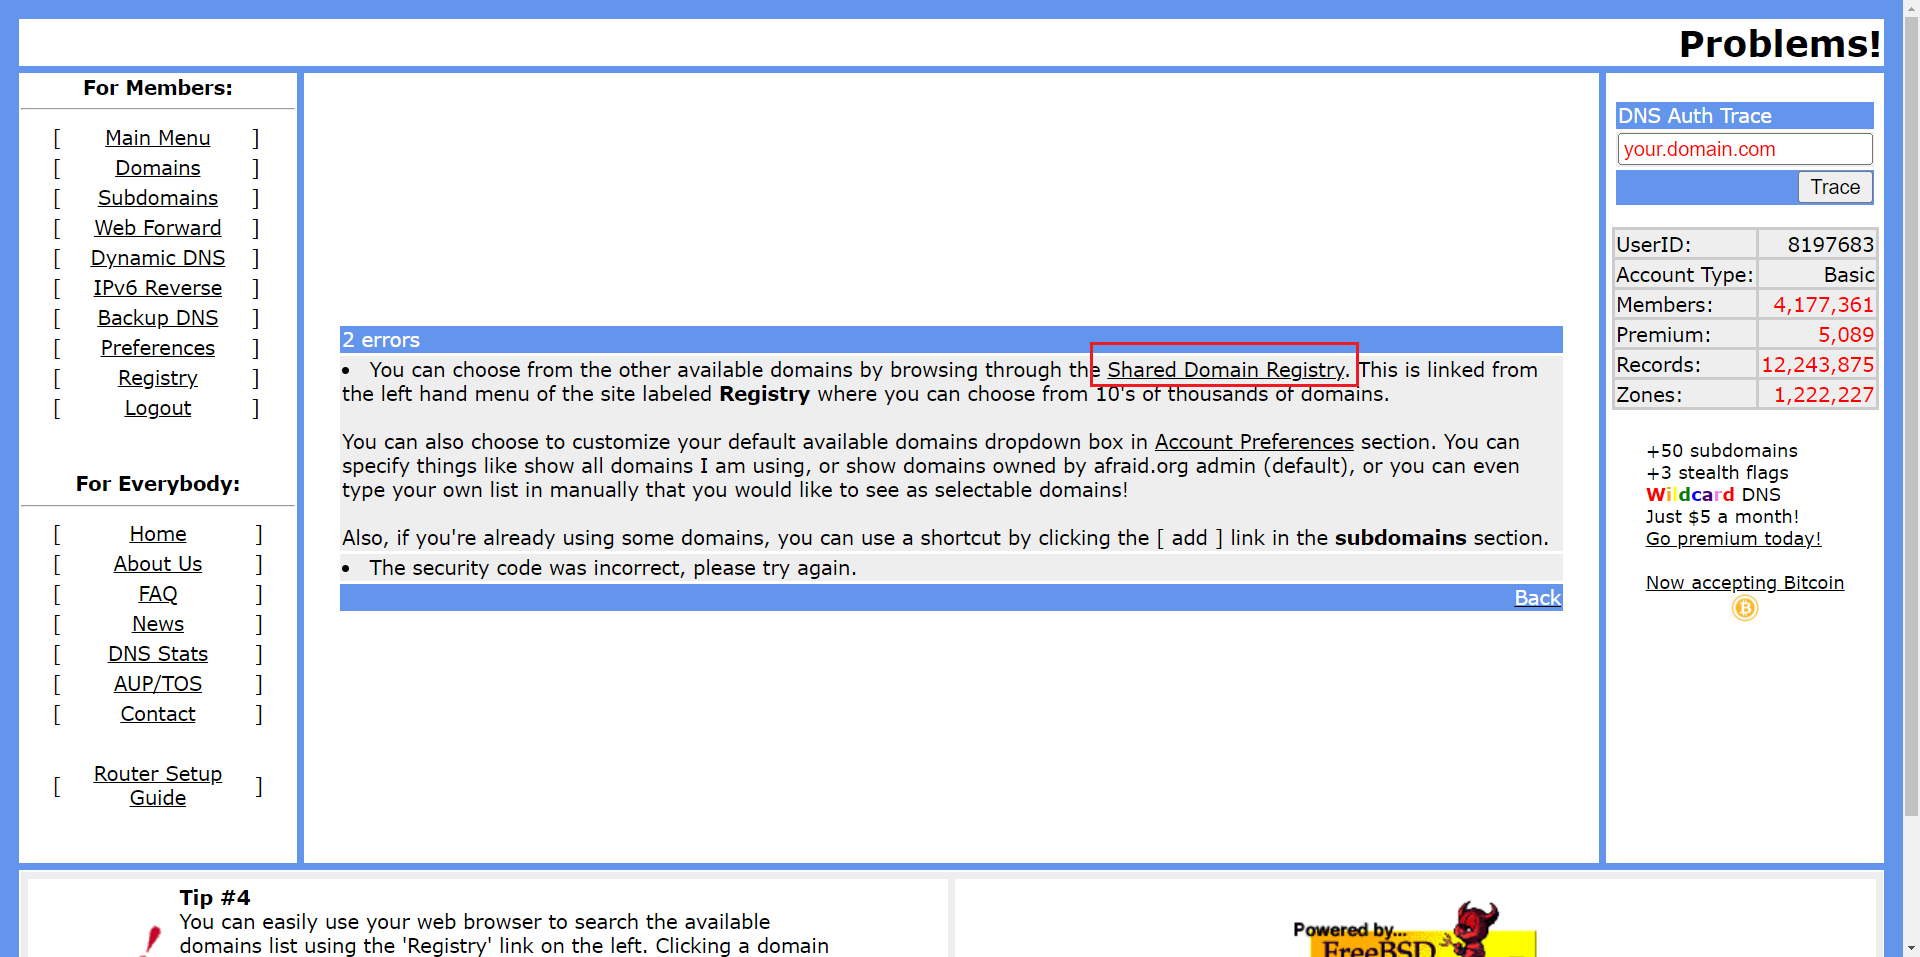 Problems!
For Members:
[ Main Menu ]
[ Domains ]
[ Subdomains ]
[ Web Forward ]
[ Dynamic DNS ]
[ IPv6 Reverse ]
[ Backup DNS ]
[ Preferences ]
[ Registry ]
[ Logout ]
For Everybody:
[ Home ]
[ About Us ]
[ FAQ ]
[ News ]
[ DNS Stats ]
[ AUP/TOS ]
[ Contact ]
[ Router Setup
Guide ]
2 errors
• You can choose from the other available domains by browsing through the Shared Domain Registry. This is linked from
the left hand menu of the site labeled Registry where you can choose from 10's of thousands of domains.
You can also choose to customize your default available domains dropdown box in Account Preferences section. You can
specify things like show all domains I am using, or show domains owned by afraid.org admin (default), or you can even
type your own list in manually that you would like to see as selectable domains!
Also, if you're already using some domains, you can use a shortcut by clicking the [ add ] link in the subdomains section.
• The security code was incorrect, please try again.
Back
DNS Auth Trace
your.domain.com
Trace
UserID: 8197683
Account Type: Basic
Members: 4,177,361
Premium: 5,089
Records: 12,243,875
Zones: 1,222,227
+50 subdomains
+3 stealth flags
Wildcard DNS
Just $5 a month!
Go premium today!
Now accepting Bitcoin
Tip #4
You can easily use your web browser to search the available
domains list using the 'Registry' link on the left. Clicking a domain
Powered by...
FreeBSD